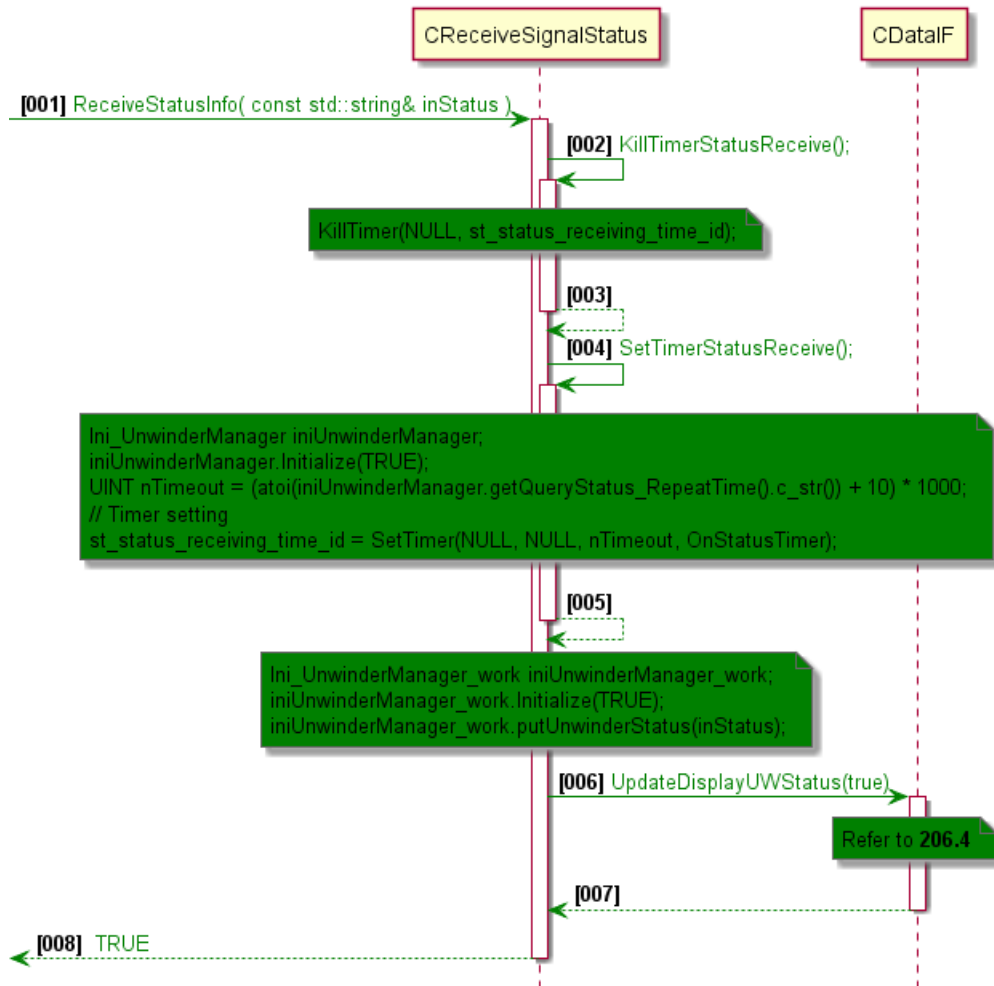 CReceiveSignalStatus
CDataIF
[001] ReceiveStatusInfo( const std::string& inStatus )
[002] KillTimerStatusReceive();
KillTimer(NULL, st_status_receiving_time_id);
[003]
[004] SetTimerStatusReceive();
Ini_UnwinderManager iniUnwinderManager;
iniUnwinderManager.Initialize(TRUE);
UINT nTimeout = (atoi(iniUnwinderManager.getQueryStatus_RepeatTime().c_str()) + 10) * 1000;
// Timer setting
st_status_receiving_time_id = SetTimer(NULL, NULL, nTimeout, OnStatusTimer);
[005]
Ini_UnwinderManager_work iniUnwinderManager_work;
iniUnwinderManager_work.Initialize(TRUE);
iniUnwinderManager_work.putUnwinderStatus(inStatus);
[006] UpdateDisplayUWStatus(true)
Refer to 206.4
[007]
[008] TRUE